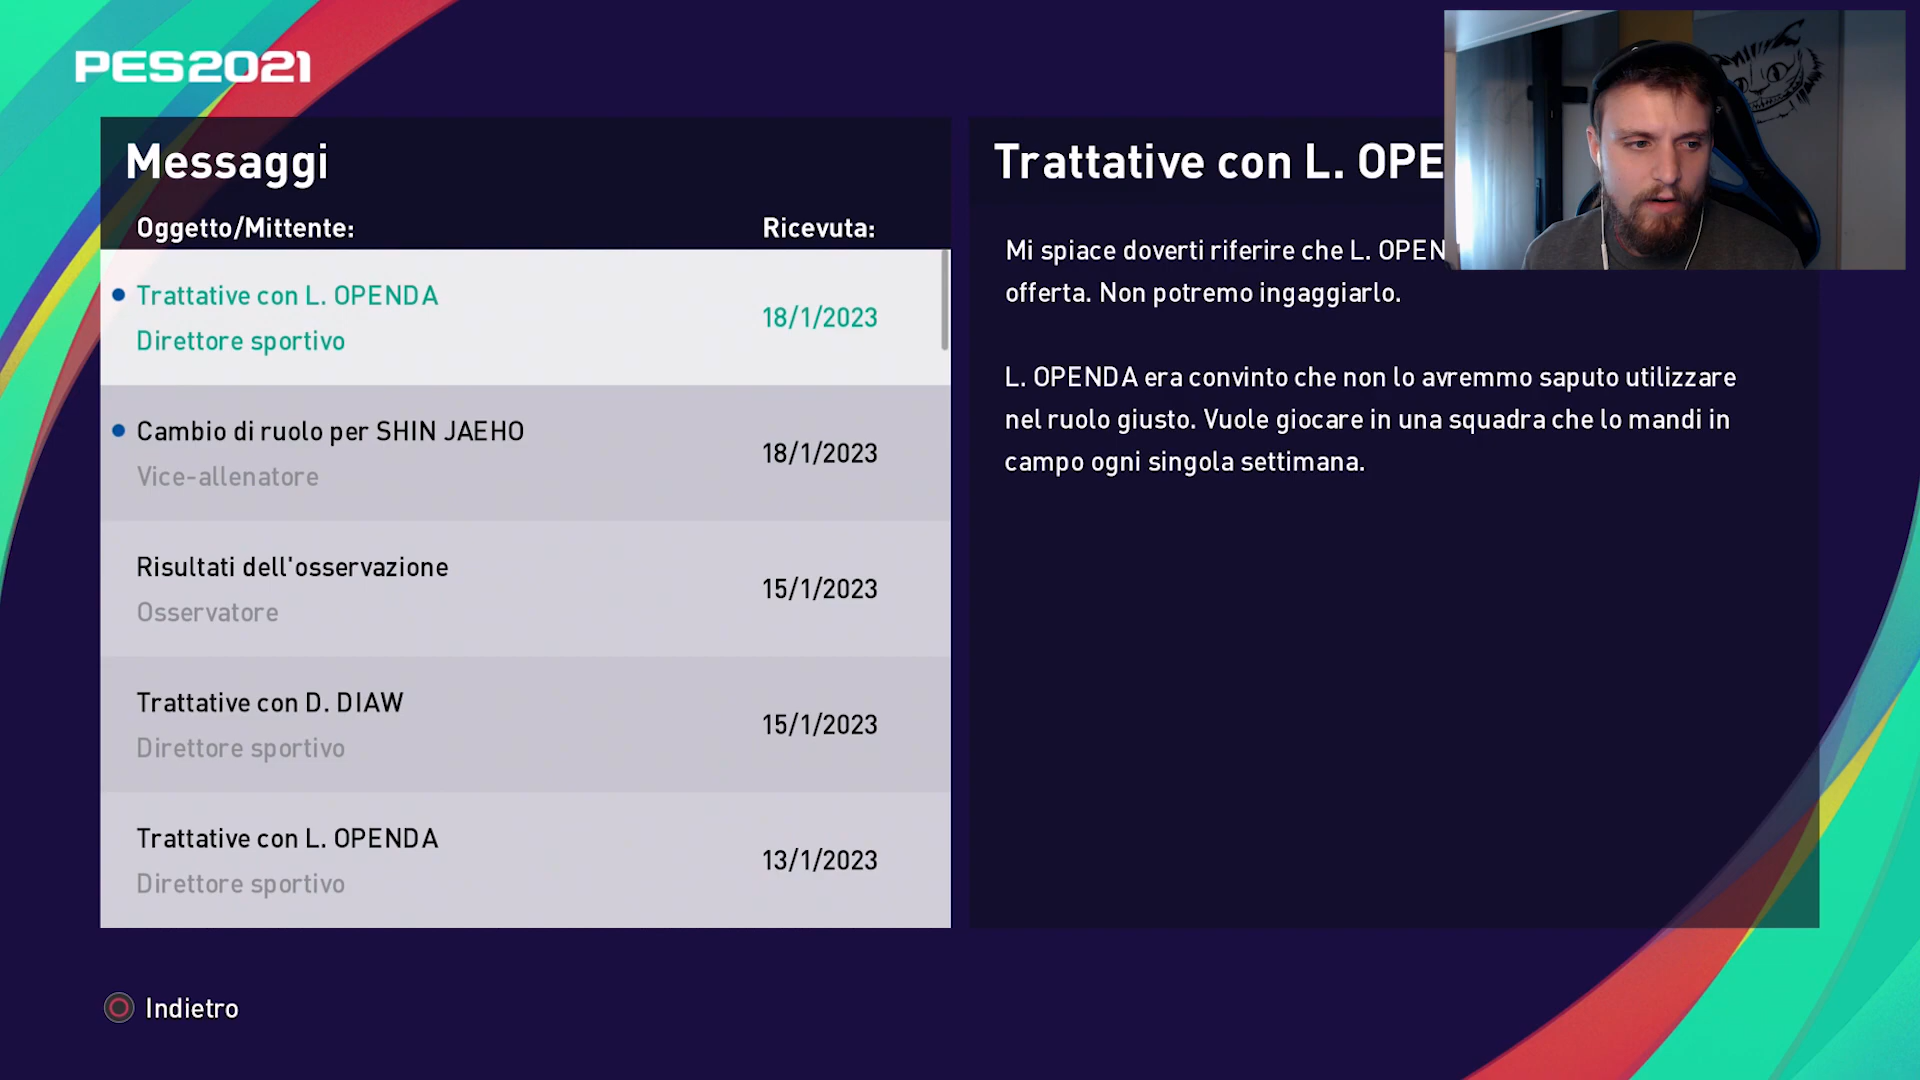 PES2021
Messaggi
Oggetto/Mittente:
Ricevuta:
Trattative con L. OPENDA
Direttore sportivo
18/1/2023
Cambio di ruolo per SHIN JAEHO
Vice-allenatore
18/1/2023
Risultati dell'osservazione
Osservatore
15/1/2023
Trattative con D. DIAW
Direttore sportivo
15/1/2023
Trattative con L. OPENDA
Direttore sportivo
13/1/2023
Trattative con L. OPE
Mi spiace doverti riferire che L. OPEN
offerta. Non potremo ingaggiarlo.
L. OPENDA era convinto che non lo avremmo saputo utilizzare
nel ruolo giusto. Vuole giocare in una squadra che lo mandi in
campo ogni singola settimana.
Indietro